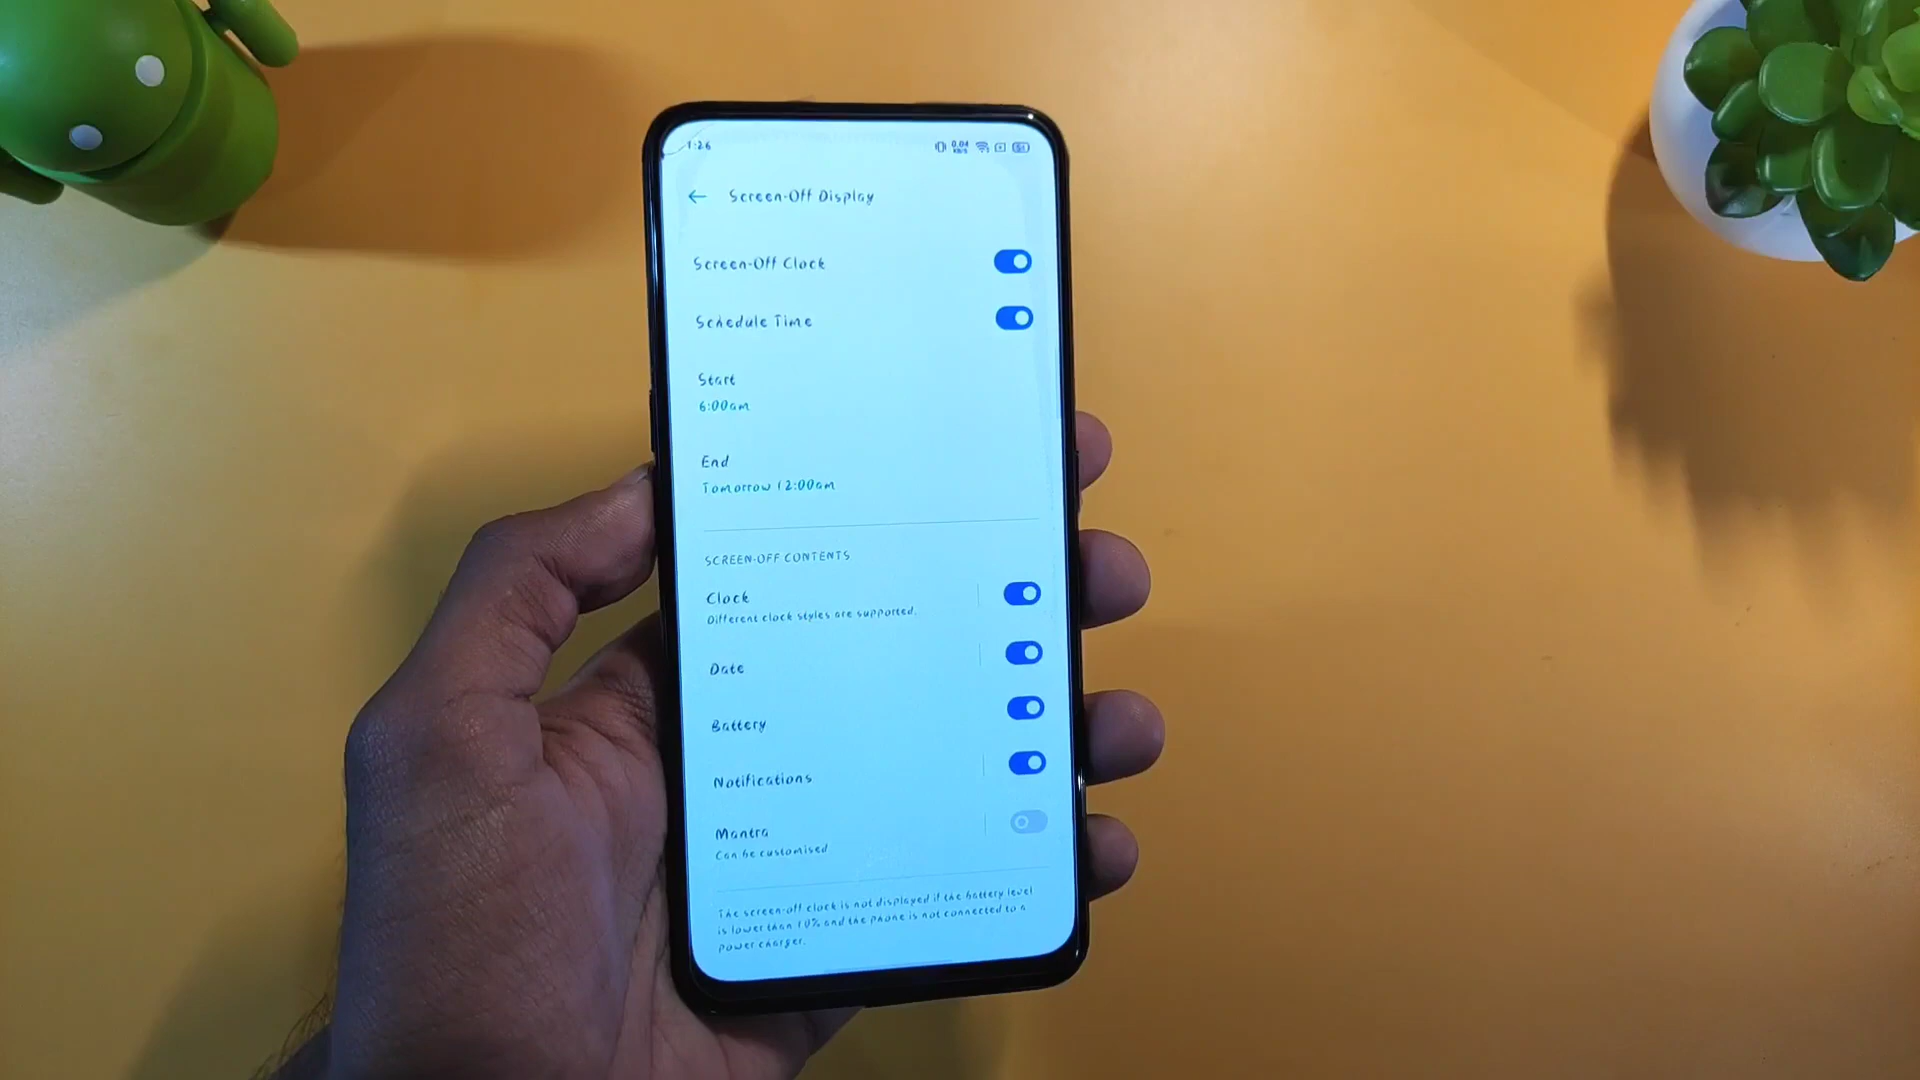 1:26
0.04
KB/S
Screen-Off Display
Screen-Off Clock
Schedule Time
Start
6:00am
End
Tomorrow 12:00am
SCREEN-OFF CONTENTS
Clock
Different clock styles are supported.
Date
Battery
Notifications
Mantra
Can be customised
The screen-off clock is not displayed if the battery level
is lower than 10% and the phone is not connected to a
power charger.